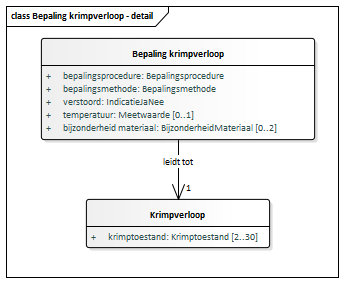 class Bepaling krimpverloop - detail
Bepaling krimpverloop
+ bepalingsprocedure: Bepalingsprocedure
+ bepalingsmethode: Bepalingsmethode
+ verstoord: IndicatieJaNee
+ temperatuur: Meetwaarde [0..1]
+ bijzonderheid materiaal: BijzonderheidMateriaal [0..2]
leidt tot
1
Krimpverloop
+ krimptoestand: Krimptoestand [2..30]